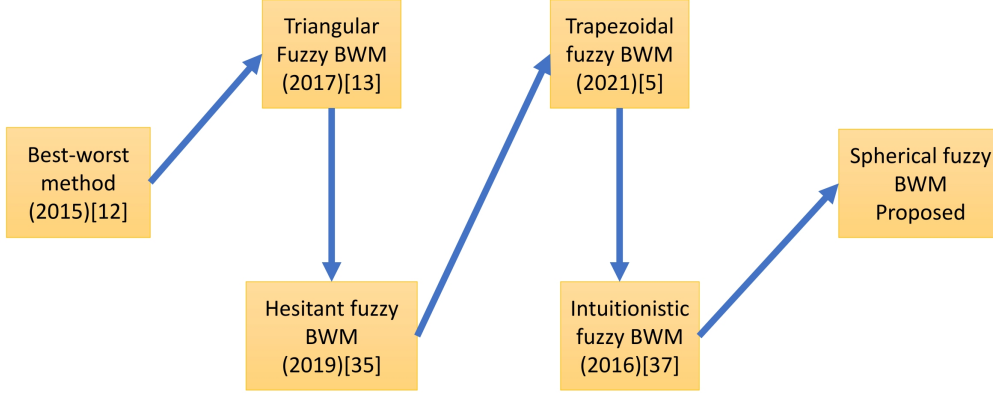 Best-worst
method
(2015)[12]
Triangular
Fuzzy BWM
(2017)[13]
Hesitant fuzzy
BWM
(2019)[35]
Trapezoidal
fuzzy BWM
(2021)[5]
Intuitionistic
fuzzy BWM
(2016)[37]
Spherical fuzzy
BWM
Proposed